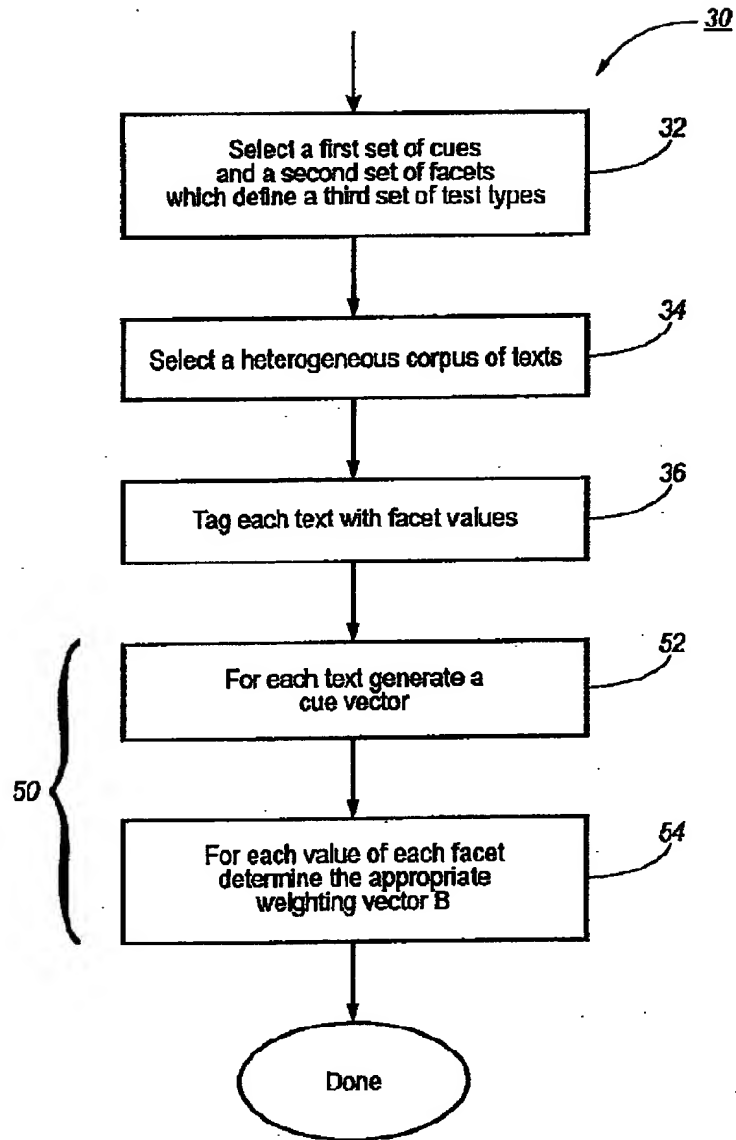 30
32
Select a first set of cues
and a second set of facets
which define a third set of test types
34
Select a heterogeneous corpus of texts
36
Tag each text with facet values
52
For each text generate a
cue vector
50
54
For each value of each facet
determine the appropriate
weighting vector B
Done